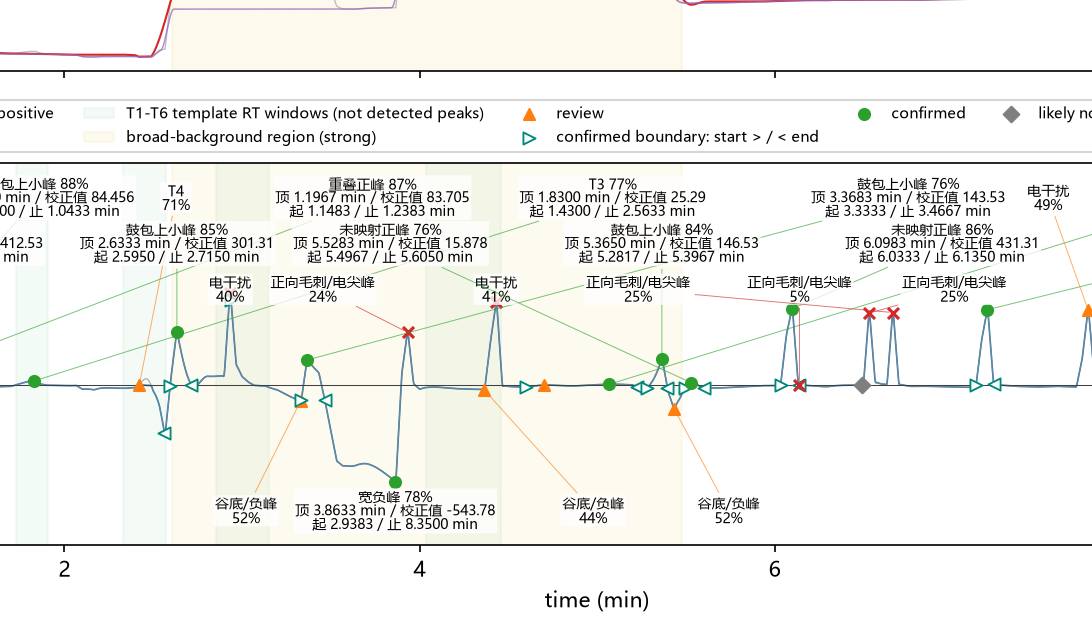 positive
T1-T6 template RT windows (not detected peaks)
review
confirmed
likely no
broad-background region (strong)
confirmed boundary: start > / < end
包上小峰 88%
min / 校正值 84.456
00 / 止 1.0433 min
T4
71%
重叠正峰 87%
顶 1.1967 min / 校正值 83.705
起 1.1483 / 止 1.2383 min
T3 77%
顶 1.8300 min / 校正值 25.29
起 1.4300 / 止 2.5633 min
鼓包上小峰 76%
顶 3.3683 min / 校正值 143.53
起 3.3333 / 止 3.4667 min
电干扰
49%
412.53
min
鼓包上小峰 85%
顶 2.6333 min / 校正值 301.31
起 2.5950 / 止 2.7150 min
未映射正峰 76%
顶 5.5283 min / 校正值 15.878
起 5.4967 / 止 5.6050 min
鼓包上小峰 84%
顶 5.3650 min / 校正值 146.53
起 5.2817 / 止 5.3967 min
未映射正峰 86%
顶 6.0983 min / 校正值 431.31
起 6.0333 / 止 6.1350 min
电干扰
40%
正向毛刺/电尖峰
24%
电干扰
41%
正向毛刺/电尖峰
25%
正向毛刺/电尖峰
5%
正向毛刺/电尖峰
25%
谷底/负峰
52%
宽负峰 78%
顶 3.8633 min / 校正值 -543.78
起 2.9383 / 止 8.3500 min
谷底/负峰
44%
谷底/负峰
52%
2
4
6
time (min)